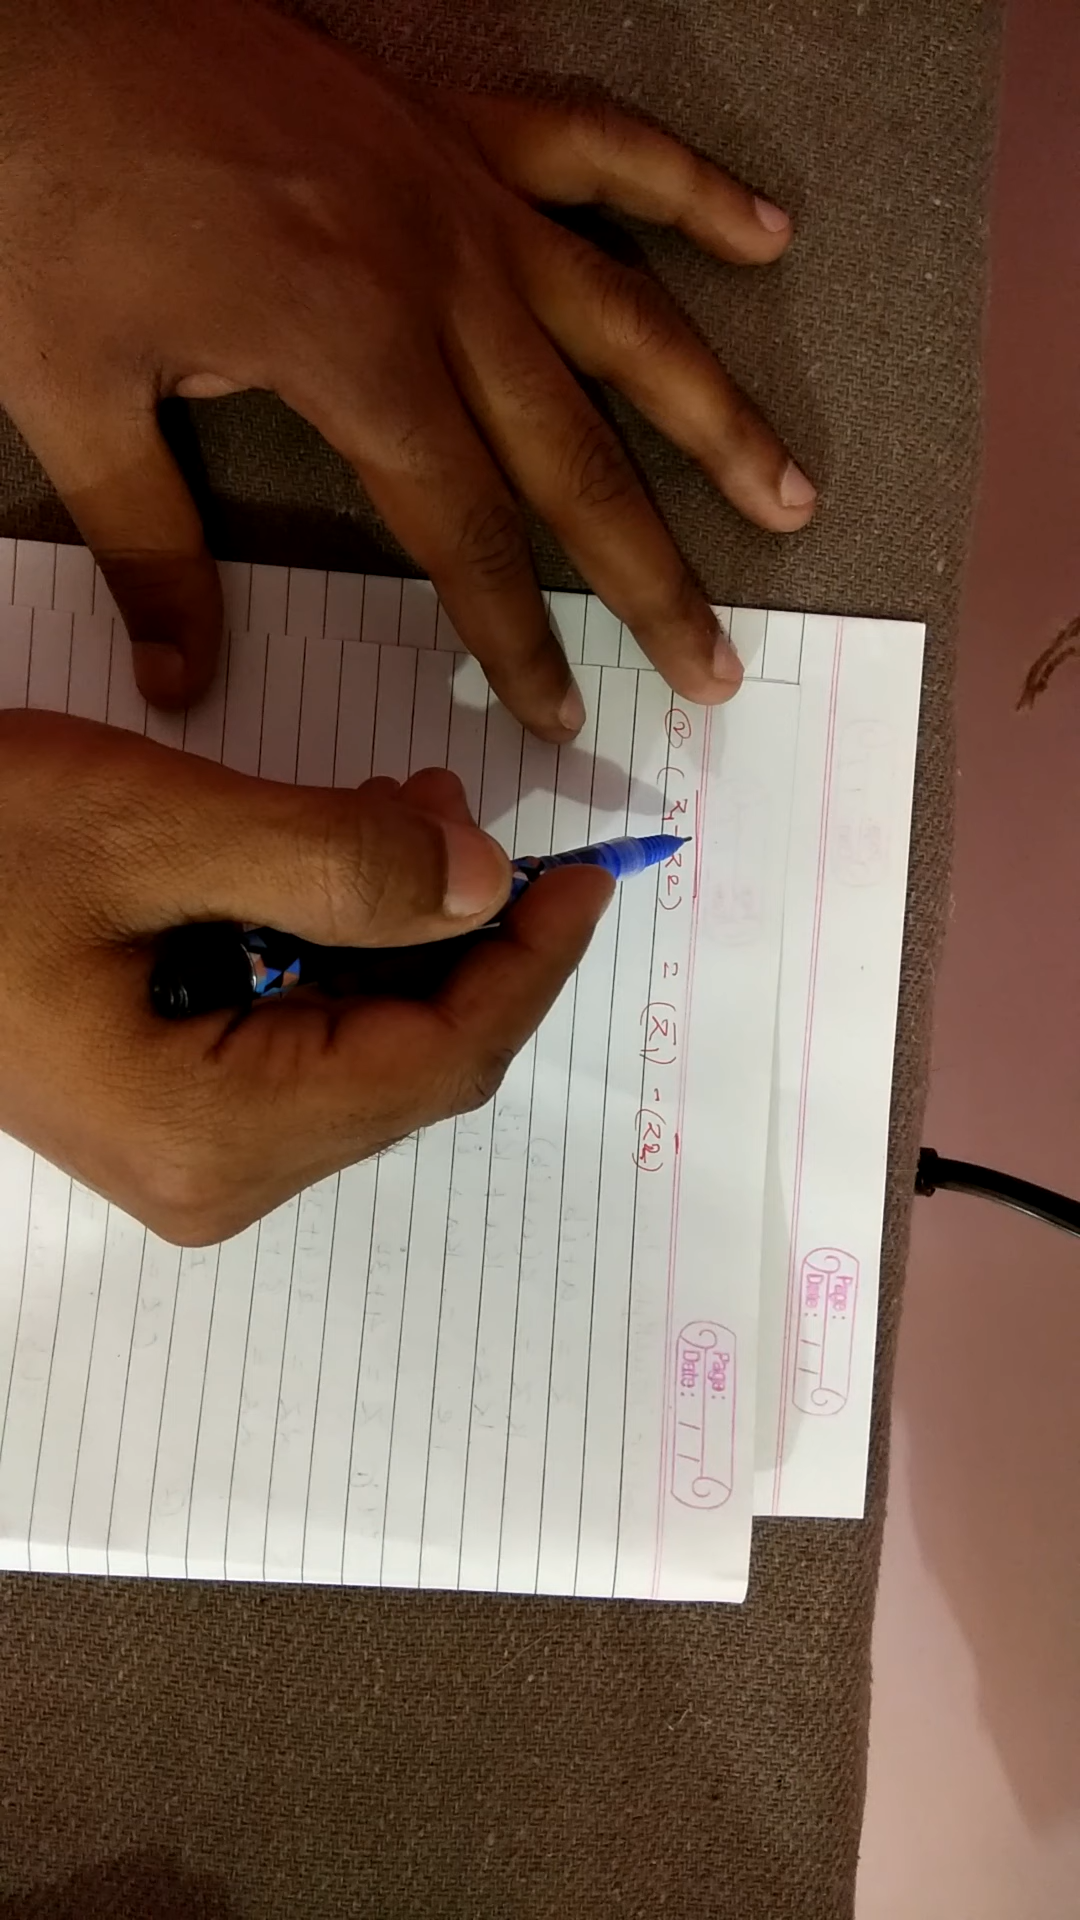 ② (z̅₁̅ ̅-̅ ̅z̅₂̅) = (z̅₁) - (z̅₂)
Page:
Date: / /
Page:
Date: / /